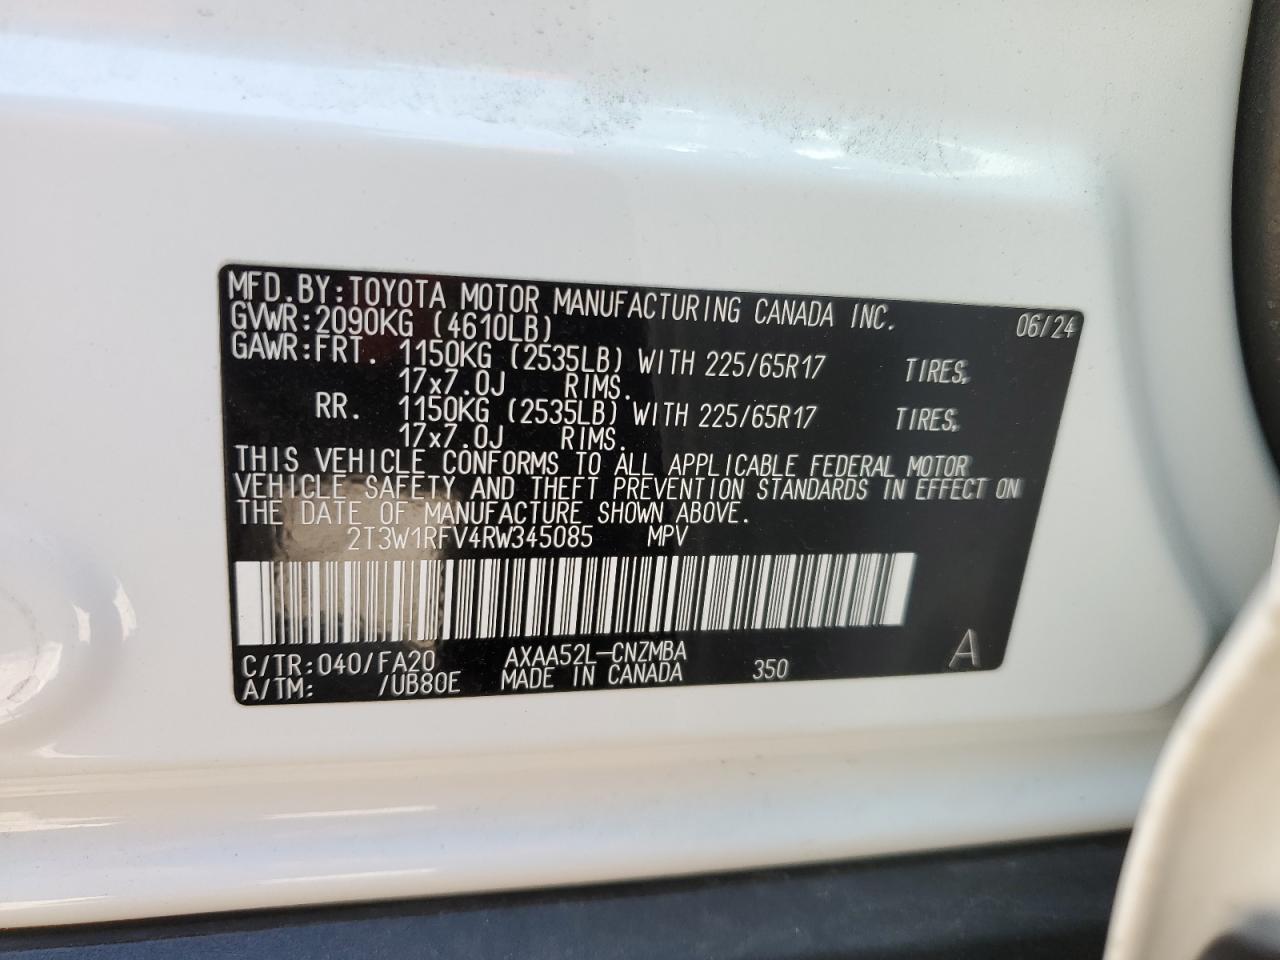 MFD.BY:TOYOTA MOTOR MANUFACTURING CANADA INC. 06/24
GVWR:2090KG (4610LB)
GAWR:FRT. 1150KG (2535LB) WITH 225/65R17 TIRES,
17x7.0J RIMS.
RR. 1150KG (2535LB) WITH 225/65R17 TIRES,
17x7.0J RIMS.
THIS VEHICLE CONFORMS TO ALL APPLICABLE FEDERAL MOTOR
VEHICLE SAFETY AND THEFT PREVENTION STANDARDS IN EFFECT ON
THE DATE OF MANUFACTURE SHOWN ABOVE.
2T3W1RFV4RW345085 MPV
C/TR:040/FA20 AXAA52L-CNZMBA
A/TM: /UB80E MADE IN CANADA 350 A